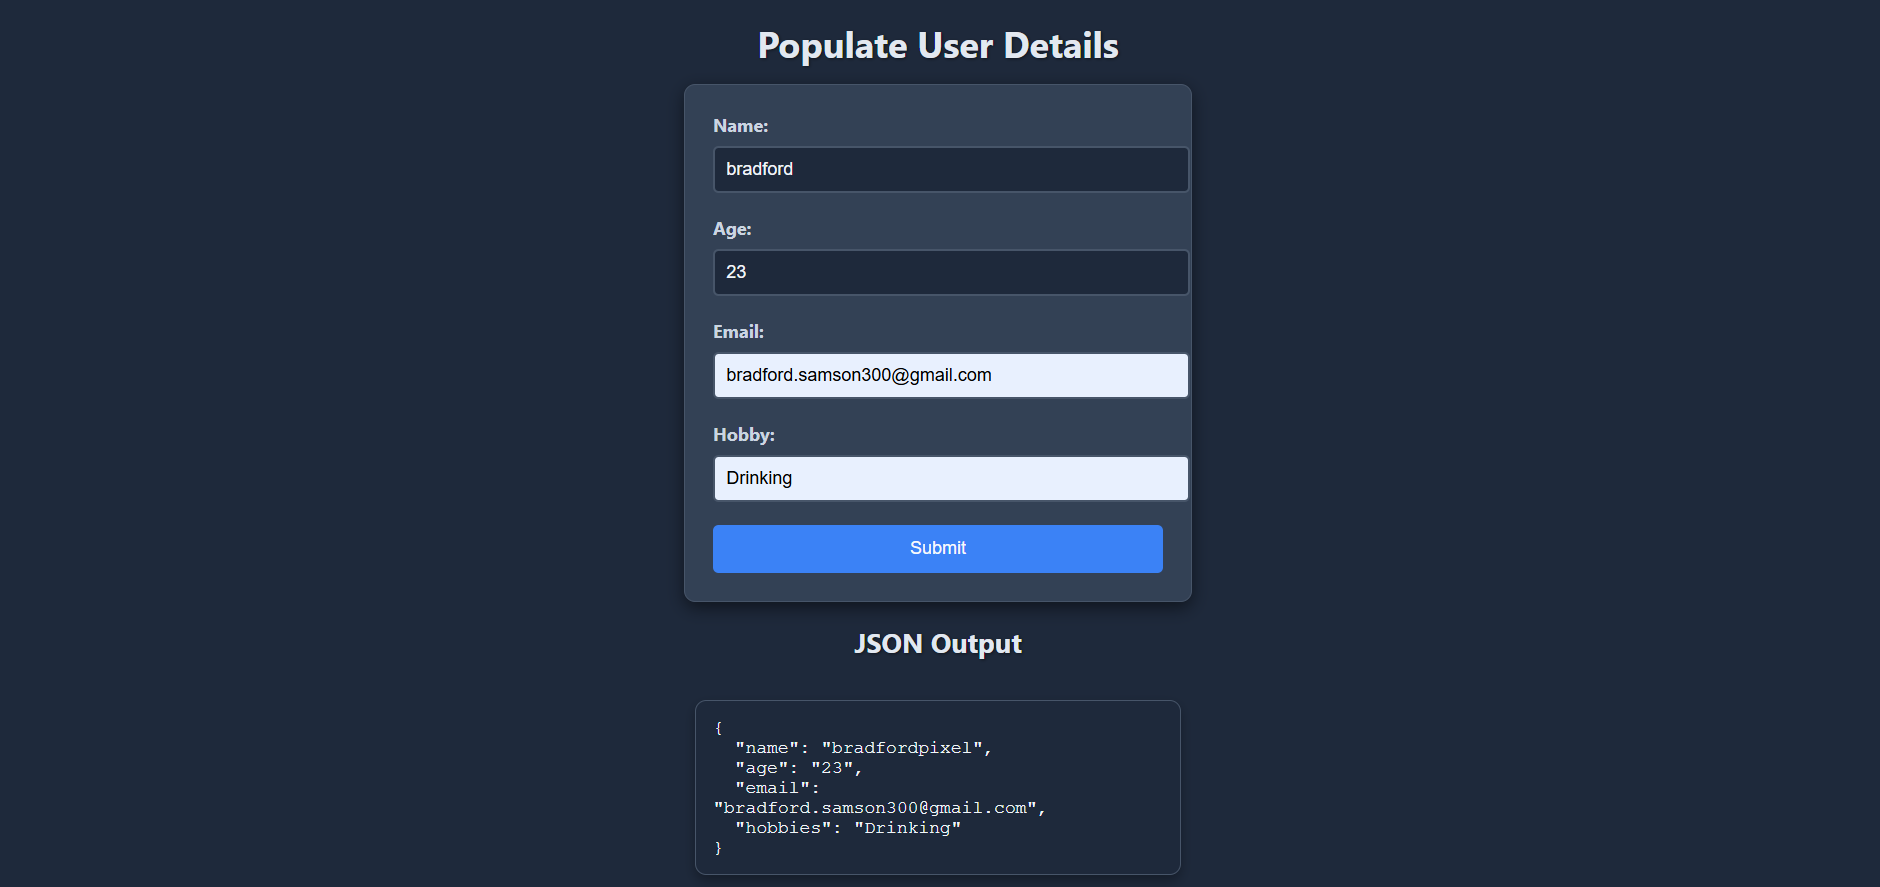 Populate User Details
Name:
bradford
Age:
23
Email:
bradford.samson300@gmail.com
Hobby:
Drinking
Submit
JSON Output
{
  "name": "bradfordpixel",
  "age": "23",
  "email":
"bradford.samson300@gmail.com",
  "hobbies": "Drinking"
}